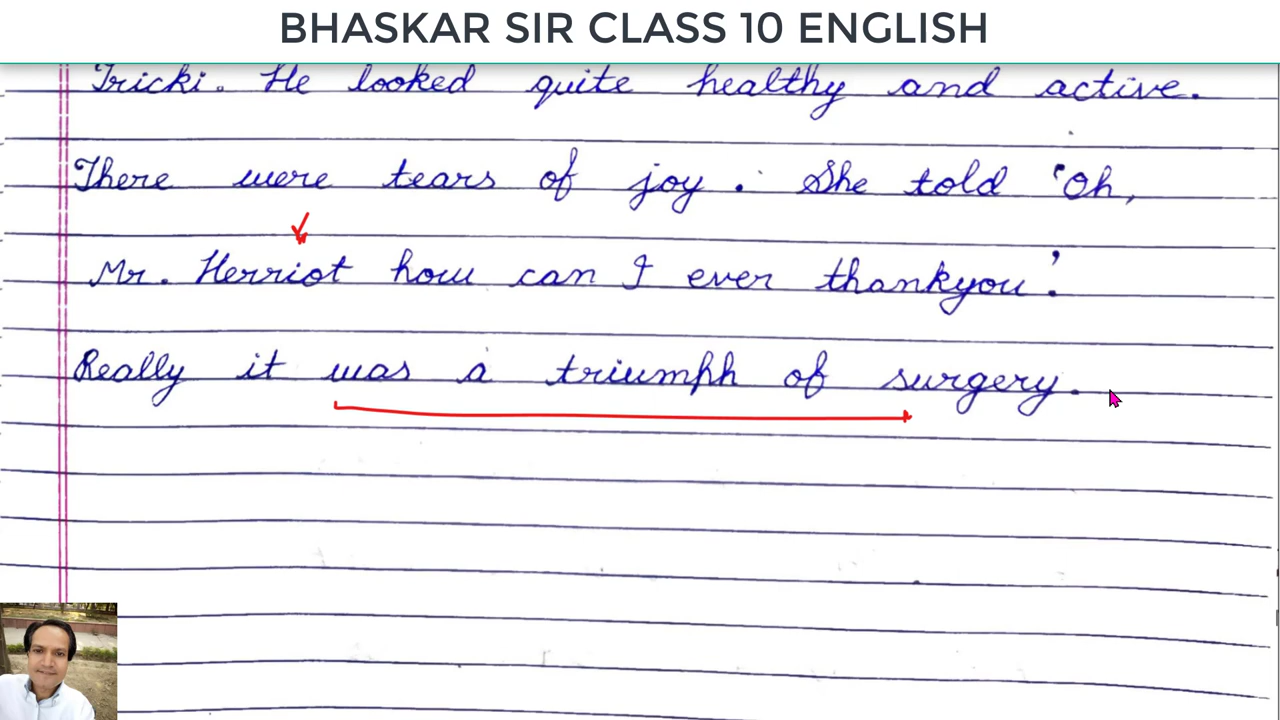 BHASKAR SIR CLASS 10 ENGLISH
Tricki. He looked quite healthy and active.
There were tears of joy. She told 'Oh,
Mr. Herriot how can I ever thankyou'.
Really it was a triumph of surgery.